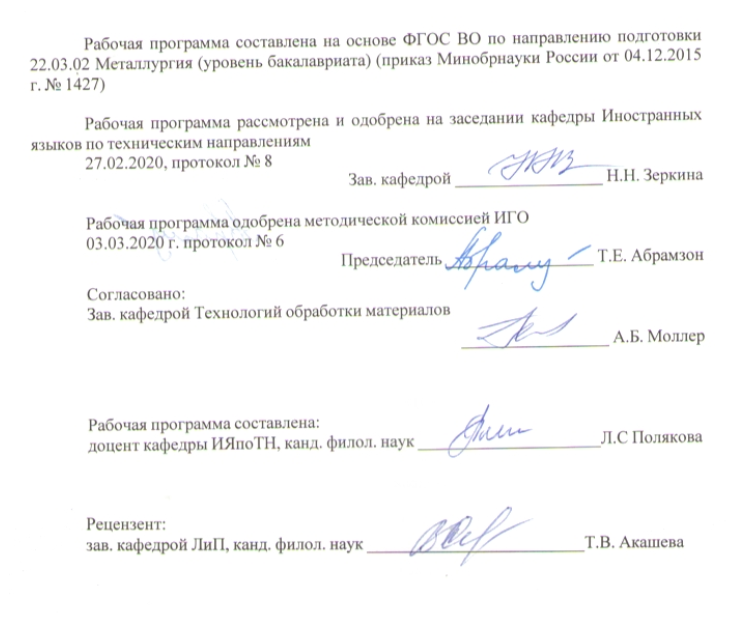 Рабочая программа составлена на основе ФГОС ВО по направлению подготовки
22.03.02 Металлургия (уровень бакалавриата) (приказ Минобрнауки России от 04.12.2015
г. № 1427)
Рабочая программа рассмотрена и одобрена на заседании кафедры Иностранных
языков по техническим направлениям
27.02.2020, протокол № 8
Зав. кафедрой Н.Н. Зеркина
Рабочая программа одобрена методической комиссией ИГО
03.03.2020 г. протокол № 6
Председатель Т.Е. Абрамзон
Согласовано:
Зав. кафедрой Технологий обработки материалов
А.Б. Моллер
Рабочая программа составлена:
доцент кафедры ИЯпоТН, канд. филол. наук Л.С Полякова
Рецензент:
зав. кафедрой ЛиП, канд. филол. наук Т.В. Акашева